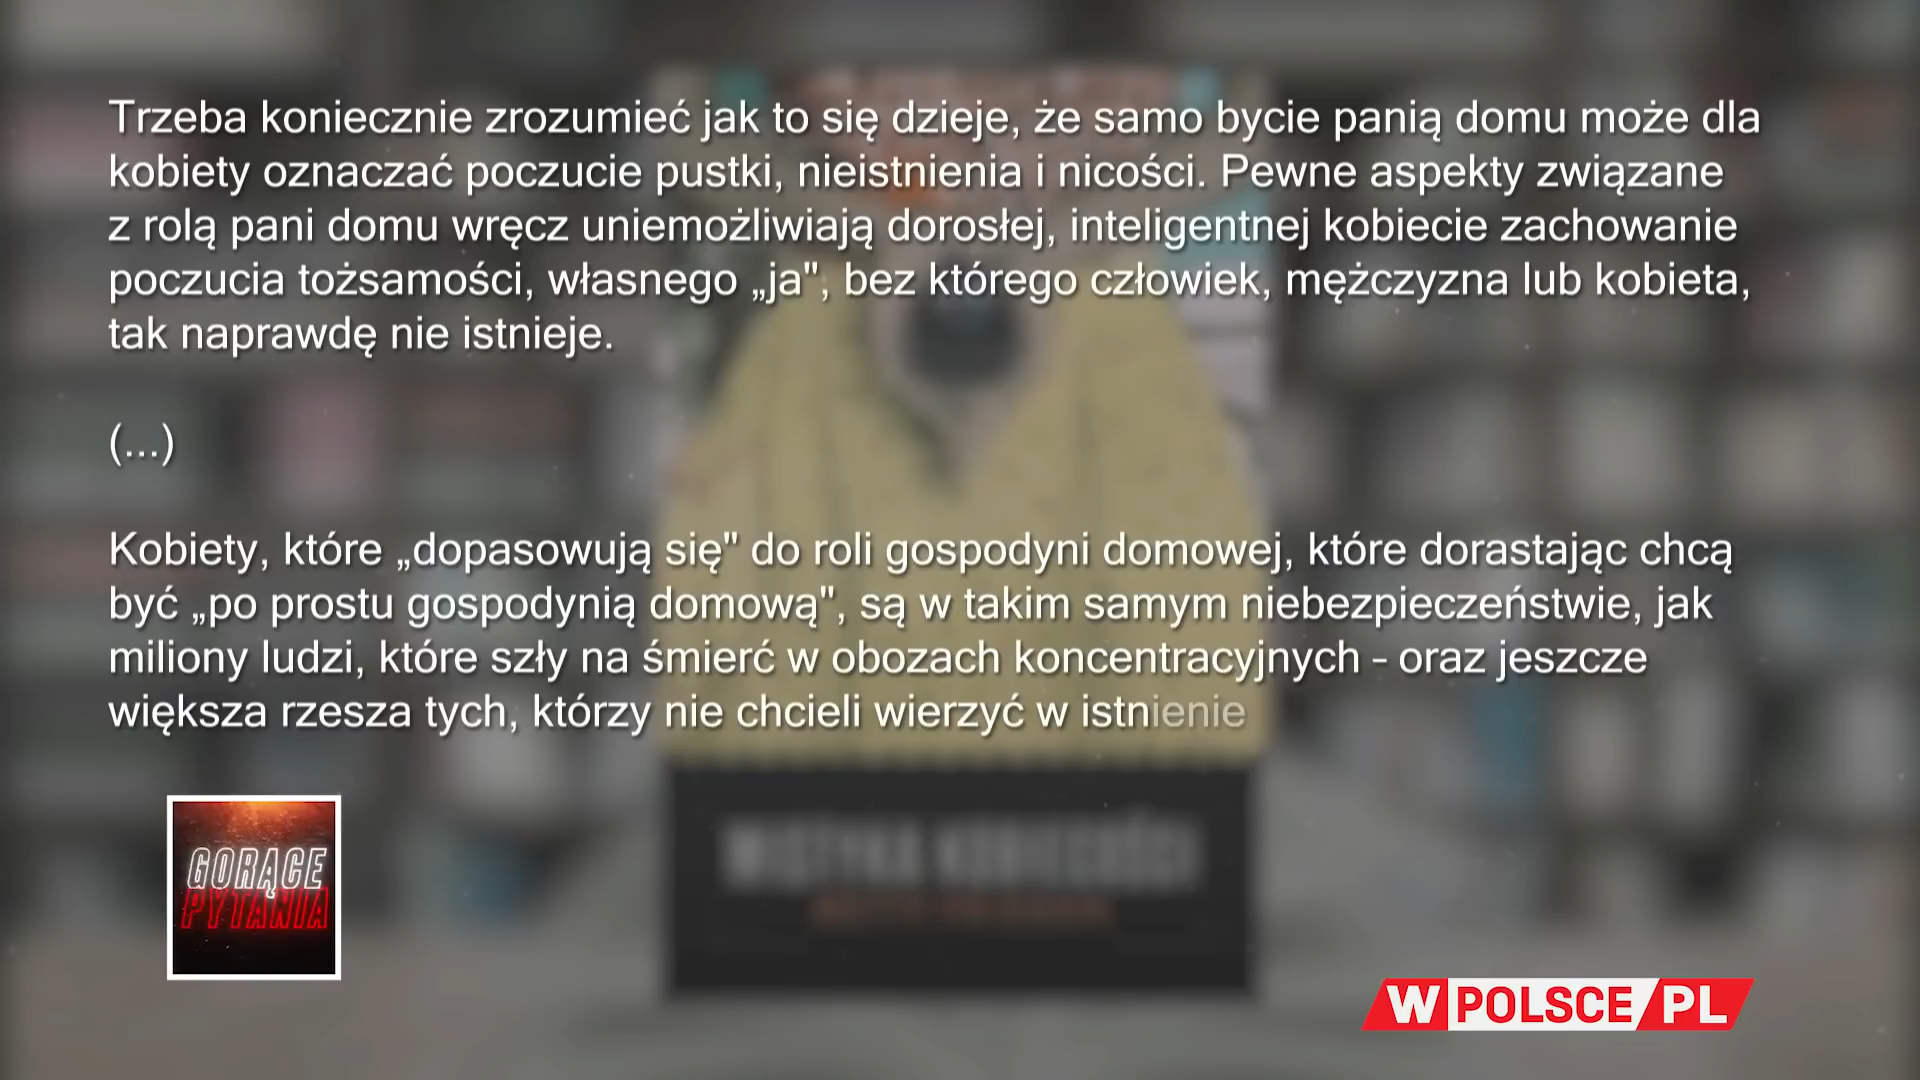 Trzeba koniecznie zrozumieć jak to się dzieje, że samo bycie panią domu może dla
kobiety oznaczać poczucie pustki, nieistnienia i nicości. Pewne aspekty związane
z rolą pani domu wręcz uniemożliwiają dorosłej, inteligentnej kobiecie zachowanie
poczucia tożsamości, własnego „ja", bez którego człowiek, mężczyzna lub kobieta,
tak naprawdę nie istnieje.
(...)
Kobiety, które „dopasowują się" do roli gospodyni domowej, które dorastając chcą
być „po prostu gospodynią domową", są w takim samym niebezpieczeństwie, jak
miliony ludzi, które szły na śmierć w obozach koncentracyjnych - oraz jeszcze
większa rzesza tych, którzy nie chcieli wierzyć w istnienie
GORĄCE
PYTANIA
W POLSCE/PL